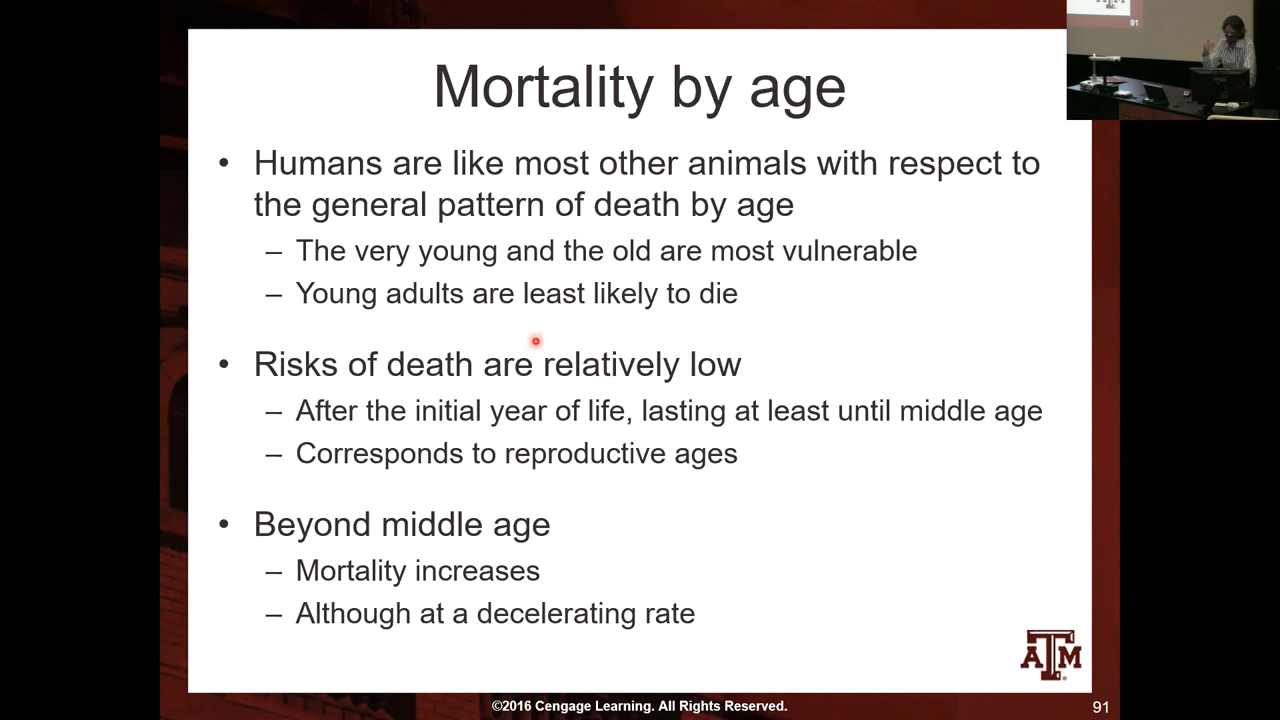 Mortality by age
• Humans are like most other animals with respect to
the general pattern of death by age
– The very young and the old are most vulnerable
– Young adults are least likely to die
• Risks of death are relatively low
– After the initial year of life, lasting at least until middle age
– Corresponds to reproductive ages
• Beyond middle age
– Mortality increases
– Although at a decelerating rate
ATM
©2016 Cengage Learning. All Rights Reserved.
91
91